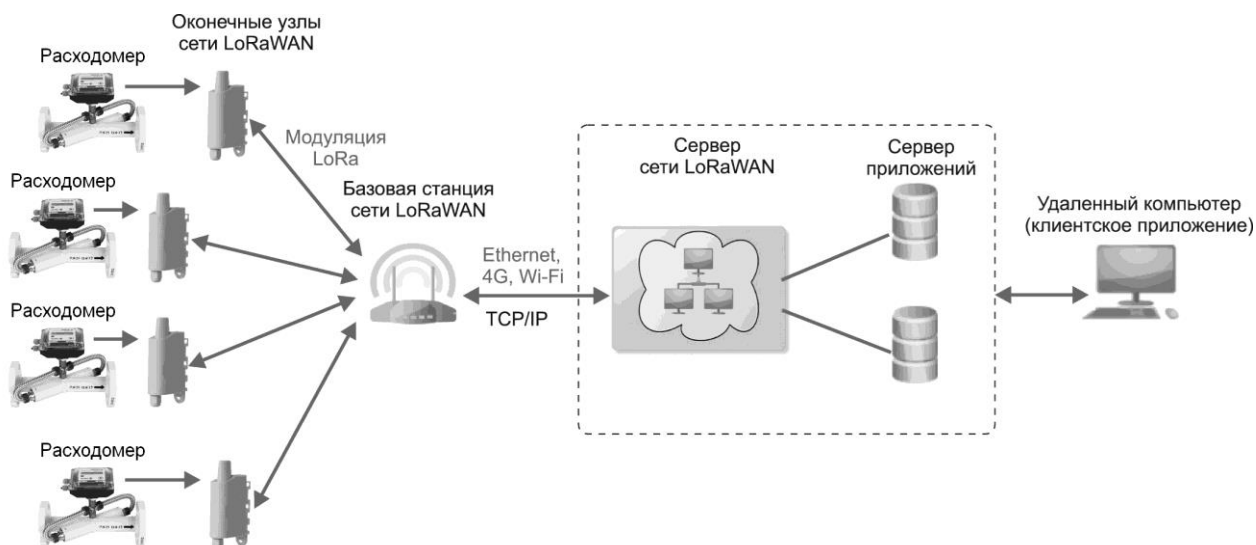 Оконечные узлы
сети LoRaWAN
Расходомер
Модуляция
LoRa
Расходомер
Базовая станция
сети LoRaWAN
Расходомер
Расходомер
Ethernet,
4G, Wi-Fi
TCP/IP
Сервер
сети LoRaWAN
Сервер
приложений
Удаленный компьютер
(клиентское приложение)